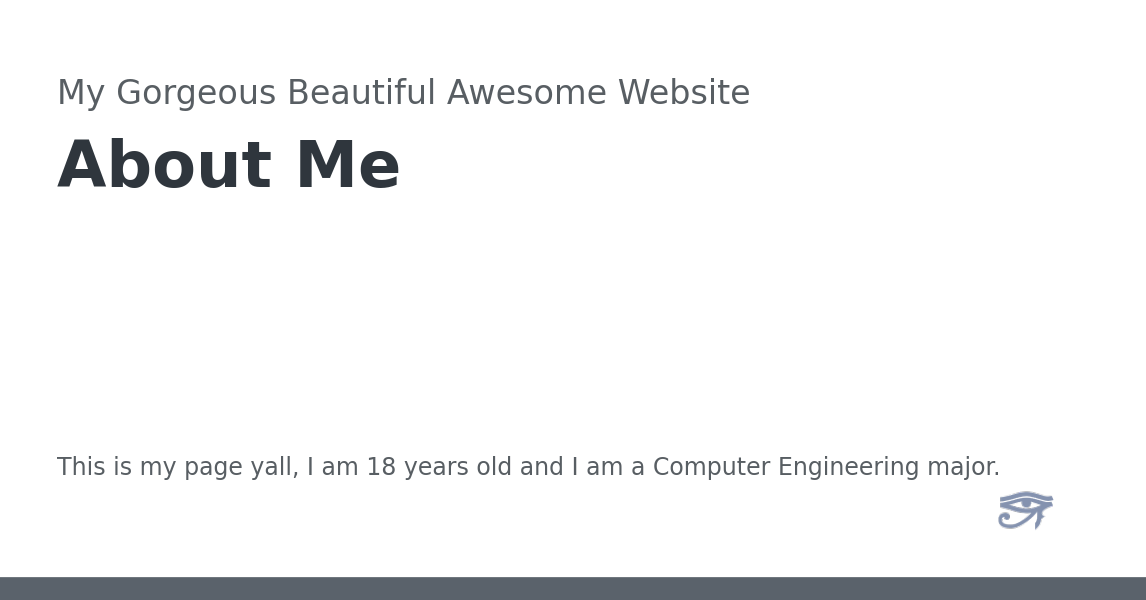 My Gorgeous Beautiful Awesome Website
About Me
This is my page yall, I am 18 years old and I am a Computer Engineering major.